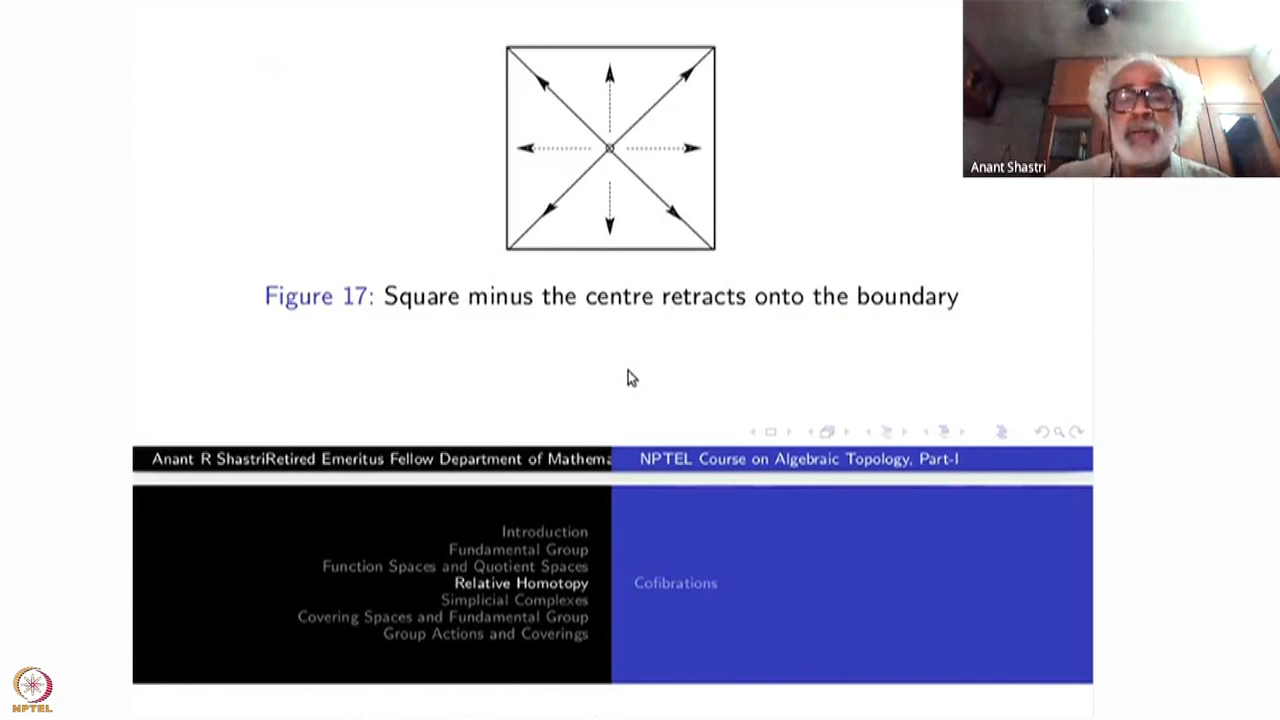 Anant Shastri
Figure 17: Square minus the centre retracts onto the boundary
Anant R ShastriRetired Emeritus Fellow Department of Mathema
NPTEL Course on Algebraic Topology, Part-I
Introduction
Fundamental Group
Function Spaces and Quotient Spaces
Relative Homotopy
Simplicial Complexes
Covering Spaces and Fundamental Group
Group Actions and Coverings
Cofibrations
NPTEL